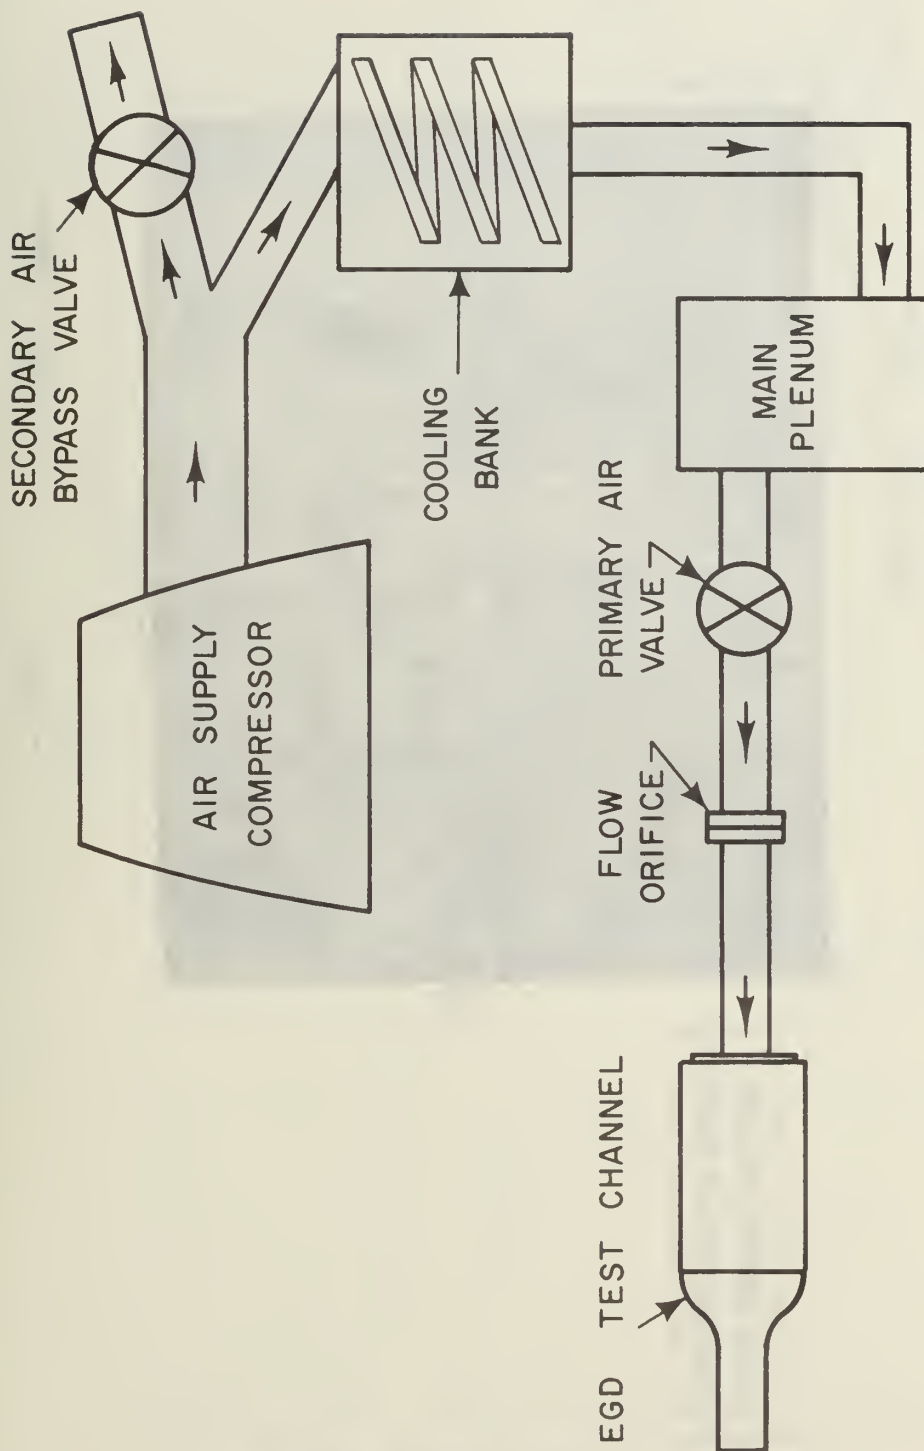 SECONDARY AIR
BYPASS VALVE
AIR SUPPLY
COMPRESSOR
COOLING
BANK
MAIN
PLENUM
PRIMARY AIR
VALVE
FLOW
ORIFICE
EGD TEST CHANNEL